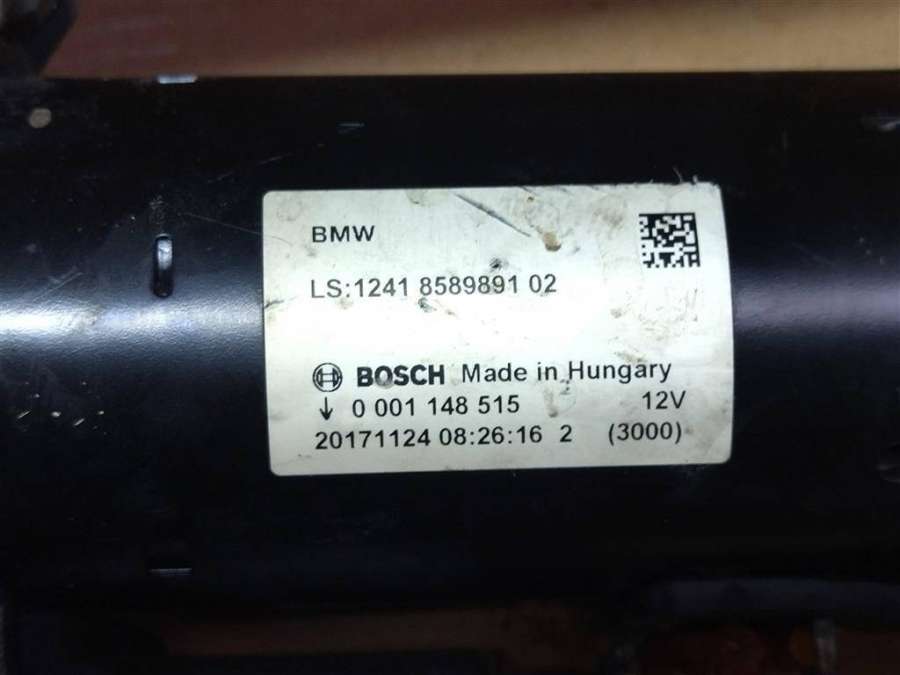 BMW
LS:1241 8589891 02
BOSCH Made in Hungary
↓ 0 001 148 515 12V
20171124 08:26:16 2 (3000)